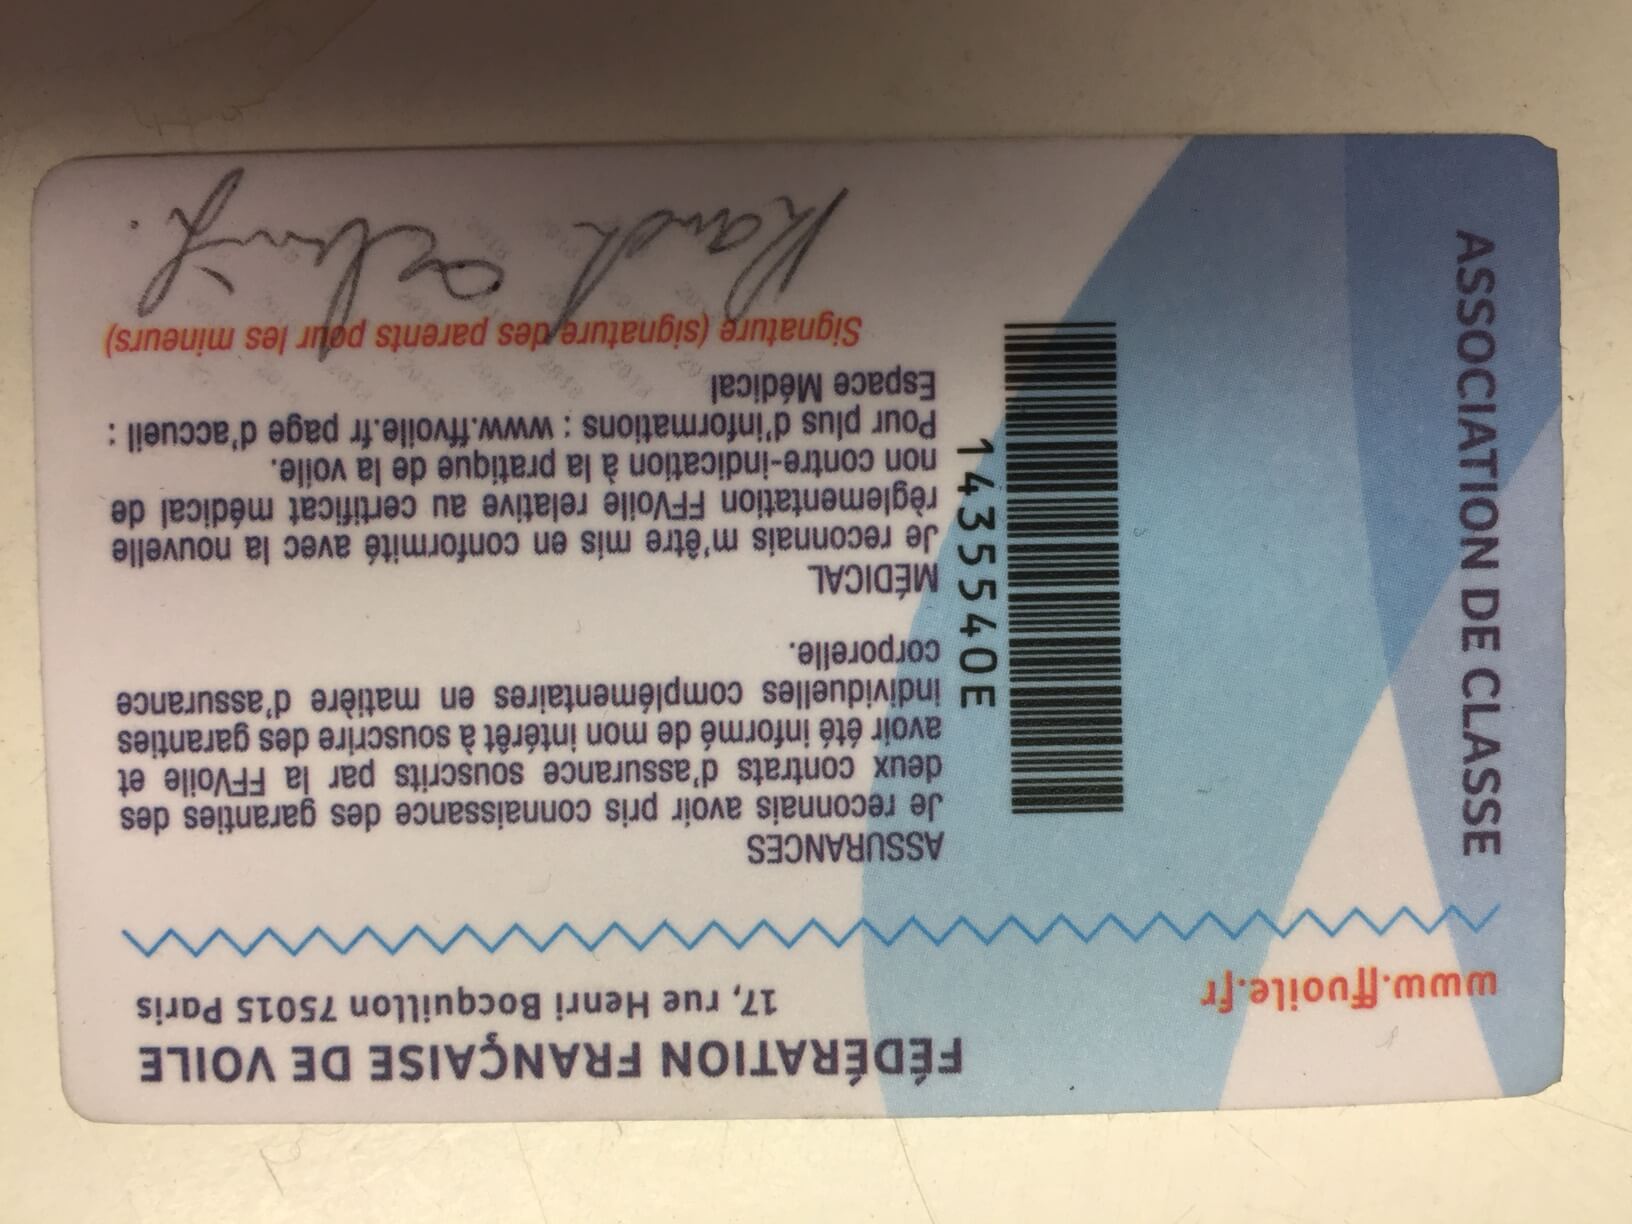 FÉDÉRATION FRANÇAISE DE VOILE
17, rue Henri Bocquillon 75015 Paris
www.ffvoile.fr
ASSURANCES
Je reconnais avoir pris connaissance des garanties des
deux contrats d'assurance souscrits par la FFVoile et
avoir été informé de mon intérêt à souscrire des garanties
individuelles complémentaires en matière d'assurance
corporelle.
MÉDICAL
Je reconnais m'être mis en conformité avec la nouvelle
règlementation FFVoile relative au certificat médical de
non contre-indication à la pratique de la voile.
Pour plus d'informations : www.ffvoile.fr page d'accueil :
Espace Médical
Signature (signature des parents pour les mineurs)
1435540E
ASSOCIATION DE CLASSE